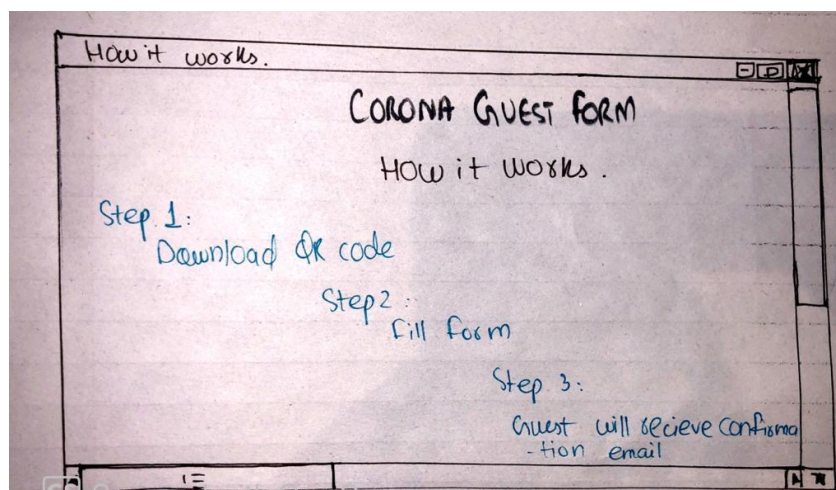 How it works.
CORONA GUEST FORM
How it works.
Step 1:
Download QR code
Step 2:
Fill form
Step 3:
Guest will recieve confirma
-tion email